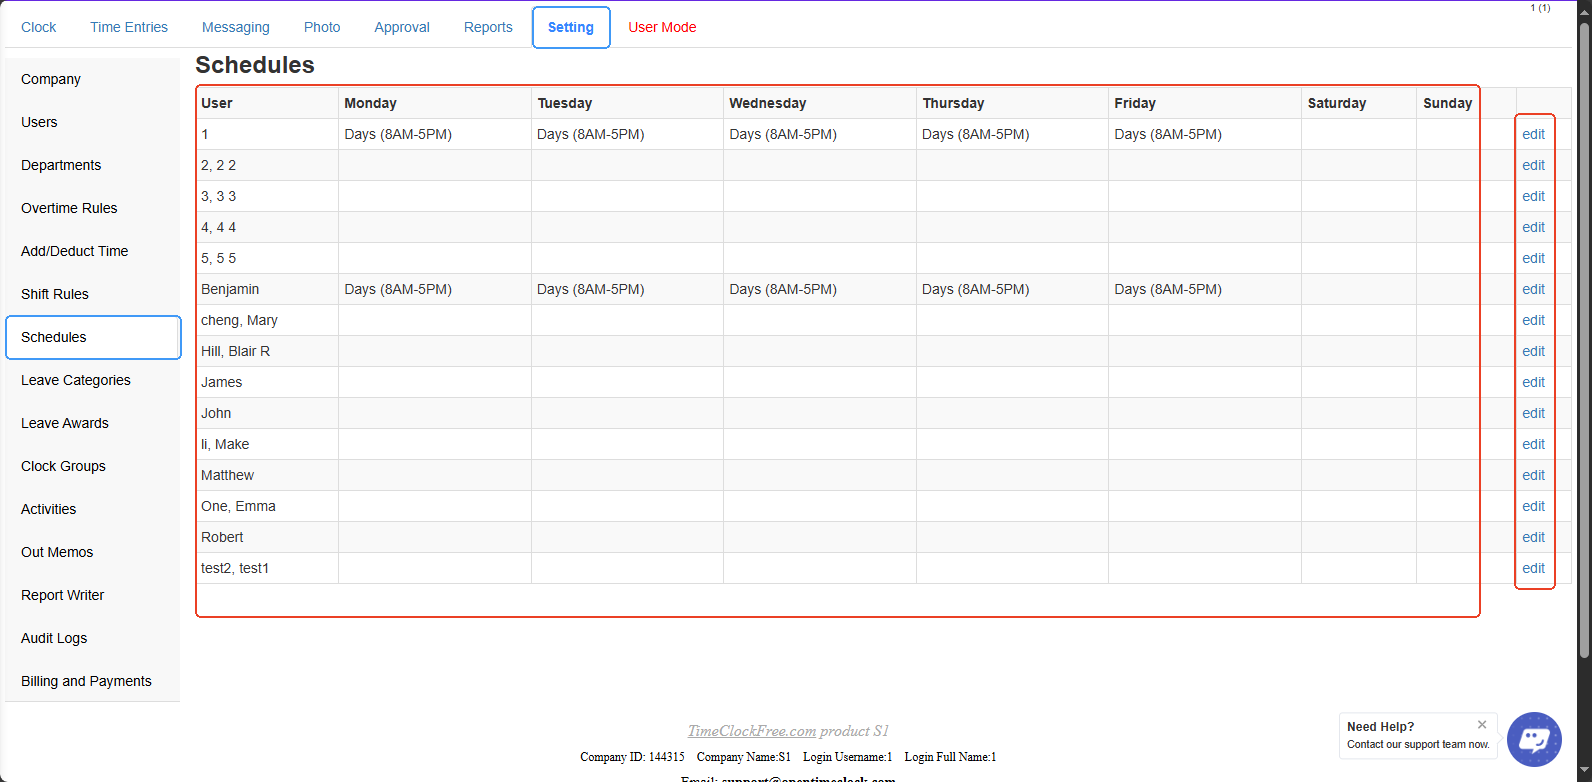 1 (1)
Clock Time Entries Messaging Photo Approval Reports Setting User Mode
Company
Users
Departments
Overtime Rules
Add/Deduct Time
Shift Rules
Schedules
Leave Categories
Leave Awards
Clock Groups
Activities
Out Memos
Report Writer
Audit Logs
Billing and Payments
Schedules
User Monday Tuesday Wednesday Thursday Friday Saturday Sunday
1 Days (8AM-5PM) Days (8AM-5PM) Days (8AM-5PM) Days (8AM-5PM) Days (8AM-5PM) edit
2, 2 2 edit
3, 3 3 edit
4, 4 4 edit
5, 5 5 edit
Benjamin Days (8AM-5PM) Days (8AM-5PM) Days (8AM-5PM) Days (8AM-5PM) Days (8AM-5PM) edit
cheng, Mary edit
Hill, Blair R edit
James edit
John edit
li, Make edit
Matthew edit
One, Emma edit
Robert edit
test2, test1 edit
TimeClockFree.com product S1
Company ID: 144315 Company Name:S1 Login Username:1 Login Full Name:1
Email: support@opentimeclock.com
Need Help?
Contact our support team now.